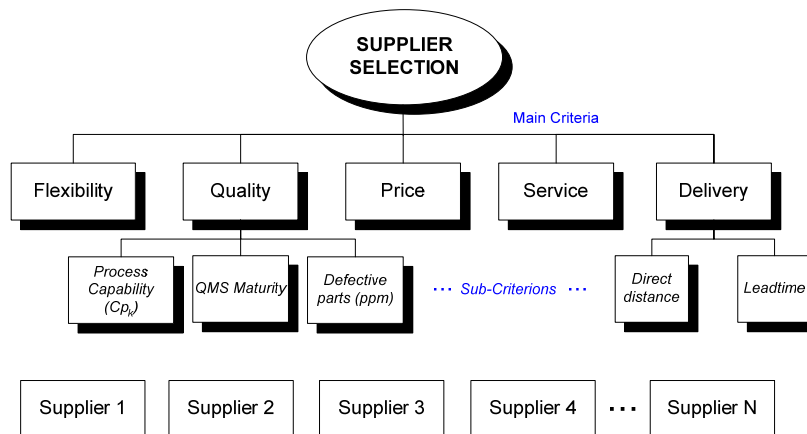 SUPPLIER
SELECTION
Main Criteria
Flexibility
Quality
Price
Service
Delivery
Process
Capability
(Cpk)
QMS Maturity
Defective
parts (ppm)
··· Sub-Criterions ···
Direct
distance
Leadtime
Supplier 1
Supplier 2
Supplier 3
Supplier 4
···
Supplier N